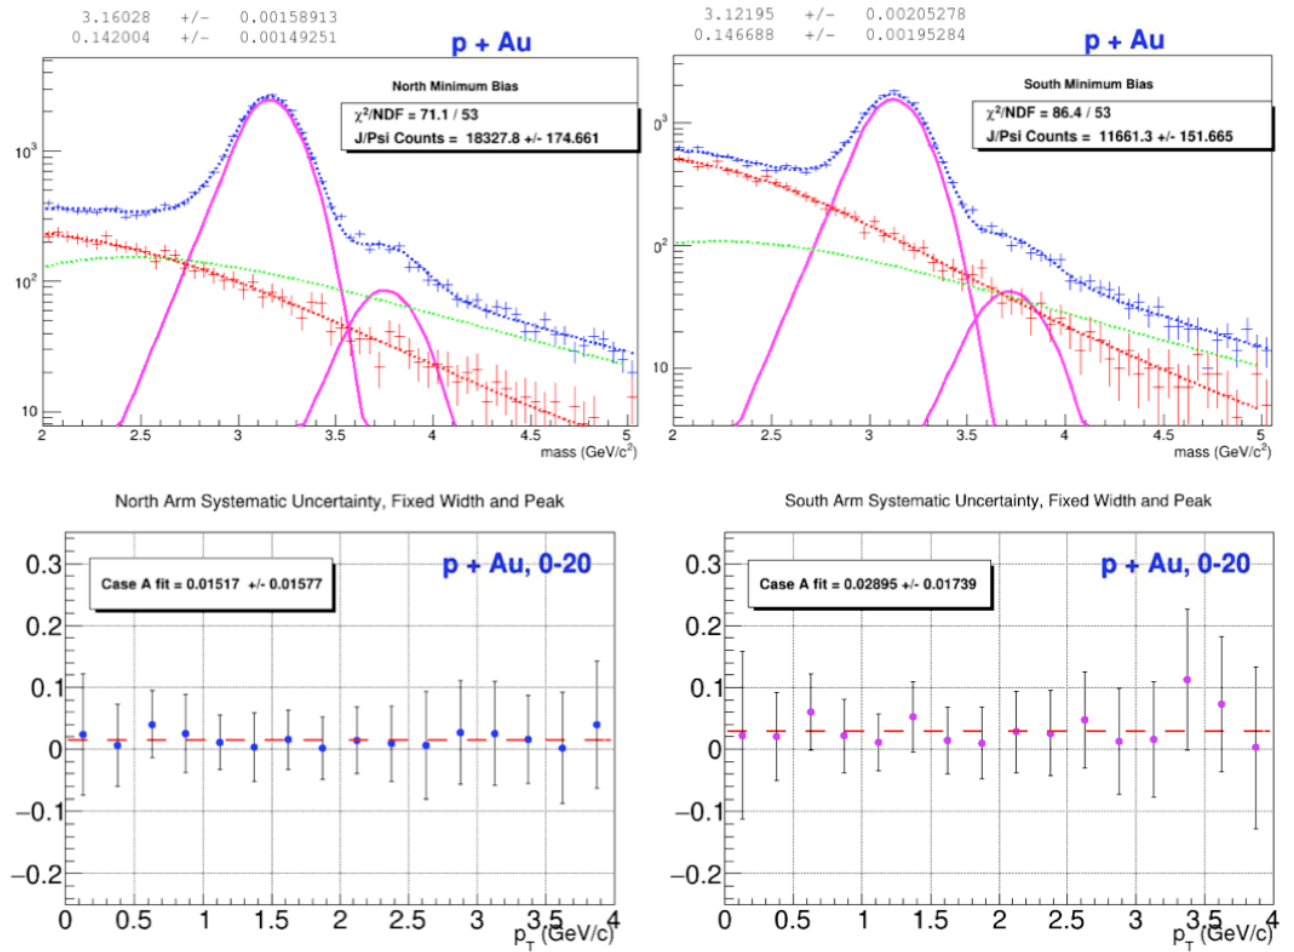 3.16028 +/- 0.00158913
0.142004 +/- 0.00149251
p + Au
North Minimum Bias
χ²/NDF = 71.1 / 53
J/Psi Counts = 18327.8 +/- 174.661
10³
10²
10
2 2.5 3 3.5 4 4.5 5
mass (GeV/c²)
3.12195 +/- 0.00205278
0.146688 +/- 0.00195284
p + Au
South Minimum Bias
χ²/NDF = 86.4 / 53
J/Psi Counts = 11661.3 +/- 151.665
0³
10²
10
2 2.5 3 3.5 4 4.5 5
mass (GeV/c²)
North Arm Systematic Uncertainty, Fixed Width and Peak
p + Au, 0-20
Case A fit = 0.01517 +/- 0.01577
0.3
0.2
0.1
0
−0.1
−0.2
0 0.5 1 1.5 2 2.5 3 3.5 4
p_T (GeV/c)
South Arm Systematic Uncertainty, Fixed Width and Peak
p + Au, 0-20
Case A fit = 0.02895 +/- 0.01739
0.3
0.2
0.1
0
−0.1
−0.2
0 0.5 1 1.5 2 2.5 3 3.5 4
p_T (GeV/c)